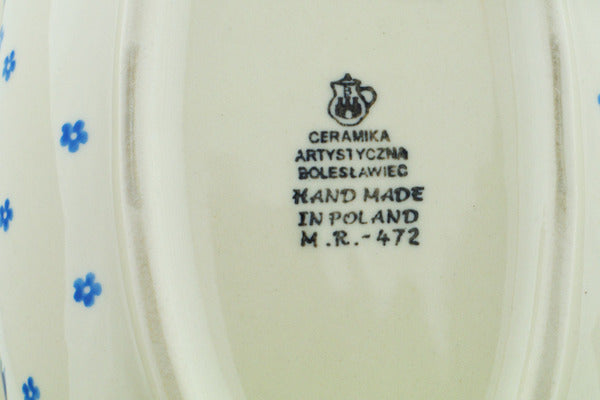 CERAMIKA
ARTYSTYCZNA
BOLESŁAWIEC
HAND MADE
IN POLAND
M.R.-472